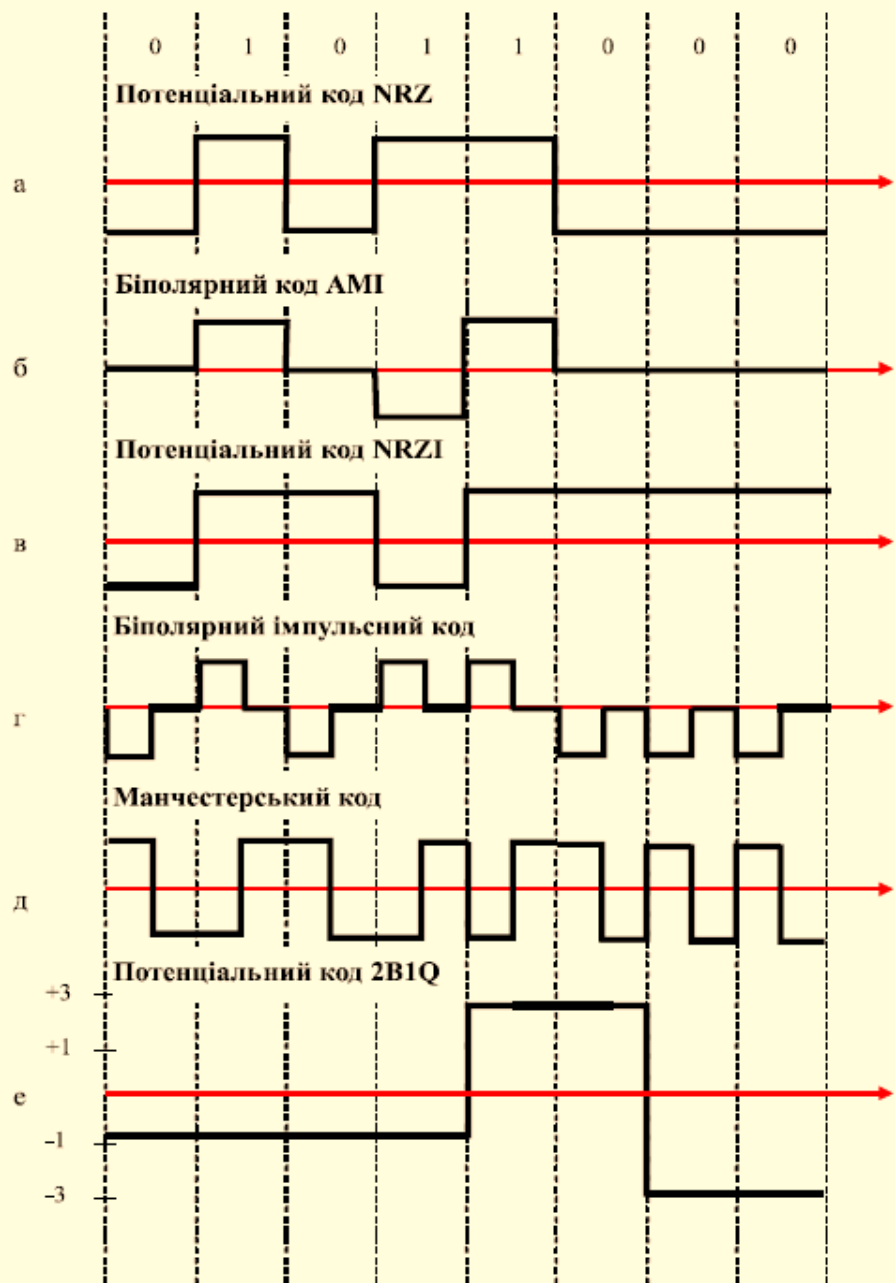 0 1 0 1 1 0 0 0
Потенціальний код NRZ
а
Біполярний код AMI
б
Потенціальний код NRZI
в
Біполярний імпульсний код
г
Манчестерський код
д
Потенціальний код 2B1Q
+3
+1
е
-1
-3